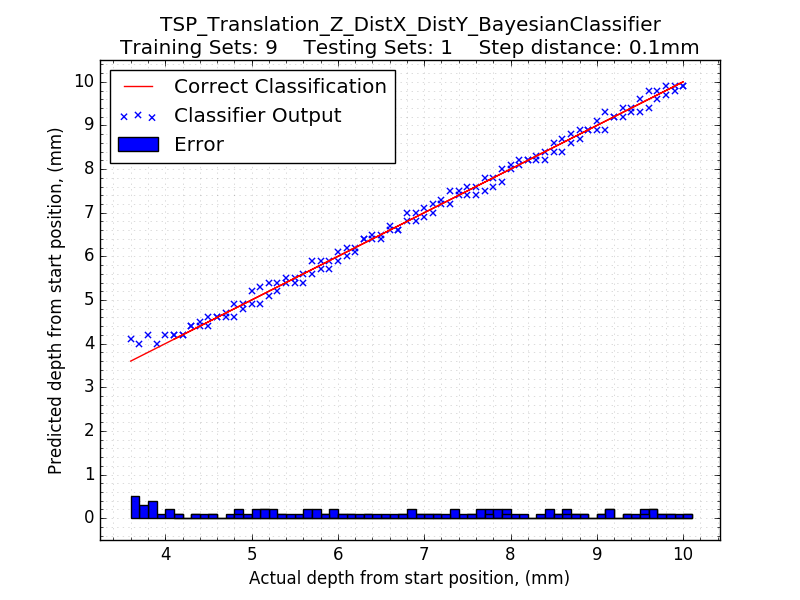 TSP_Translation_Z_DistX_DistY_BayesianClassifier
Training Sets: 9    Testing Sets: 1    Step distance: 0.1mm
Correct Classification
Classifier Output
Error
Predicted depth from start position, (mm)
10
9
8
7
6
5
4
3
2
1
0
4 5 6 7 8 9 10
Actual depth from start position, (mm)